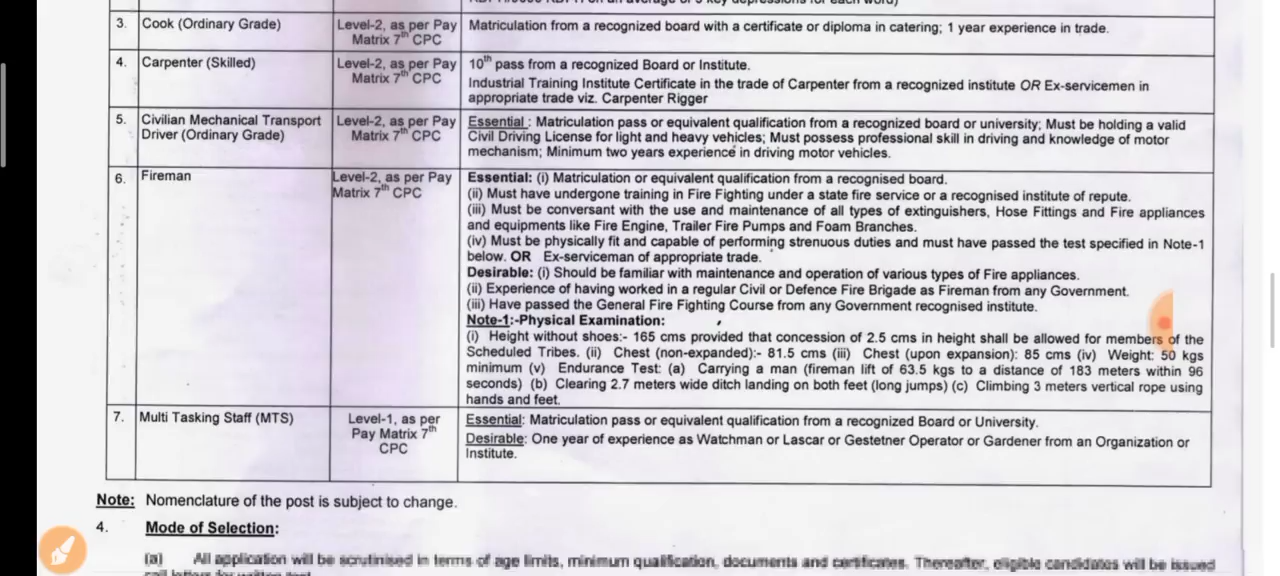 3. Cook (Ordinary Grade) Level-2, as per Pay Matrix 7th CPC Matriculation from a recognized board with a certificate or diploma in catering; 1 year experience in trade.
4. Carpenter (Skilled) Level-2, as per Pay Matrix 7th CPC 10th pass from a recognized Board or Institute.
Industrial Training Institute Certificate in the trade of Carpenter from a recognized institute OR Ex-servicemen in
appropriate trade viz. Carpenter Rigger
5. Civilian Mechanical Transport Driver (Ordinary Grade) Level-2, as per Pay Matrix 7th CPC Essential : Matriculation pass or equivalent qualification from a recognized board or university; Must be holding a valid
Civil Driving License for light and heavy vehicles; Must possess professional skill in driving and knowledge of motor
mechanism; Minimum two years experience in driving motor vehicles.
6. Fireman Level-2, as per Pay Matrix 7th CPC Essential: (i) Matriculation or equivalent qualification from a recognised board.
(ii) Must have undergone training in Fire Fighting under a state fire service or a recognised institute of repute.
(iii) Must be conversant with the use and maintenance of all types of extinguishers, Hose Fittings and Fire appliances
and equipments like Fire Engine, Trailer Fire Pumps and Foam Branches.
(iv) Must be physically fit and capable of performing strenuous duties and must have passed the test specified in Note-1
below. OR Ex-serviceman of appropriate trade.
Desirable: (i) Should be familiar with maintenance and operation of various types of Fire appliances.
(ii) Experience of having worked in a regular Civil or Defence Fire Brigade as Fireman from any Government.
(iii) Have passed the General Fire Fighting Course from any Government recognised institute.
Note-1:-Physical Examination:
(i) Height without shoes:- 165 cms provided that concession of 2.5 cms in height shall be allowed for members of the
Scheduled Tribes. (ii) Chest (non-expanded):- 81.5 cms (iii) Chest (upon expansion): 85 cms (iv) Weight: 50 kgs
minimum (v) Endurance Test: (a) Carrying a man (fireman lift of 63.5 kgs to a distance of 183 meters within 96
seconds) (b) Clearing 2.7 meters wide ditch landing on both feet (long jumps) (c) Climbing 3 meters vertical rope using
hands and feet.
7. Multi Tasking Staff (MTS) Level-1, as per Pay Matrix 7th CPC Essential: Matriculation pass or equivalent qualification from a recognized Board or University.
Desirable: One year of experience as Watchman or Lascar or Gestetner Operator or Gardener from an Organization or
Institute.
Note: Nomenclature of the post is subject to change.
4. Mode of Selection:
(a) All application will be scrutinised in terms of age limits, minimum qualification, documents and certificates. Thereafter, eligible candidates will be issued